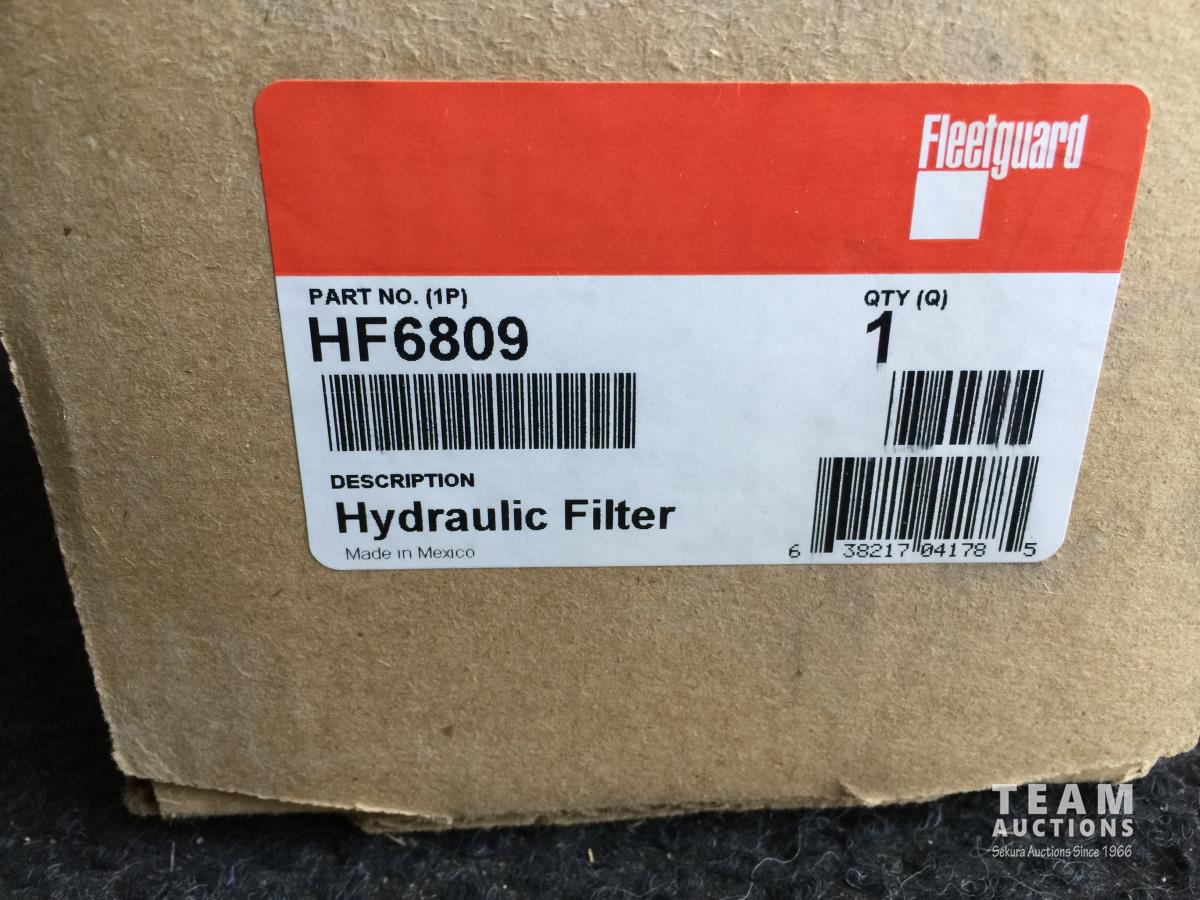 Fleetguard
PART NO. (1P)
HF6809
QTY (Q)
1
DESCRIPTION
Hydraulic Filter
Made in Mexico
6 38217 04178 5
TEAM
AUCTIONS
Sekura Auctions Since 1966